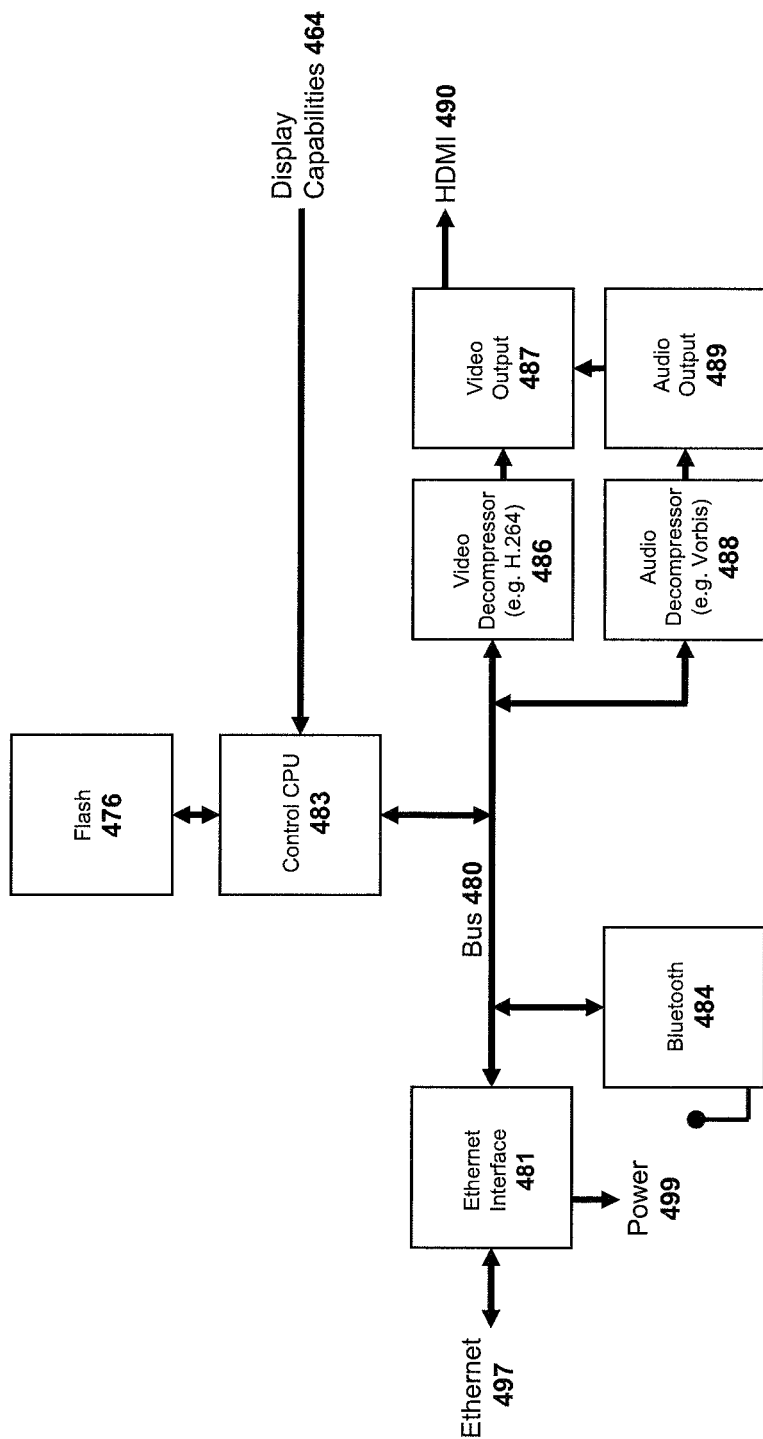 Flash
476
Display
Capabilities 464
Control CPU
483
HDMI 490
Bus 480
Ethernet
497
Ethernet
Interface
481
Power
499
Bluetooth
484
Video
Decompressor
(e.g. H.264)
486
Video
Output
487
Audio
Decompressor
(e.g. Vorbis)
488
Audio
Output
489